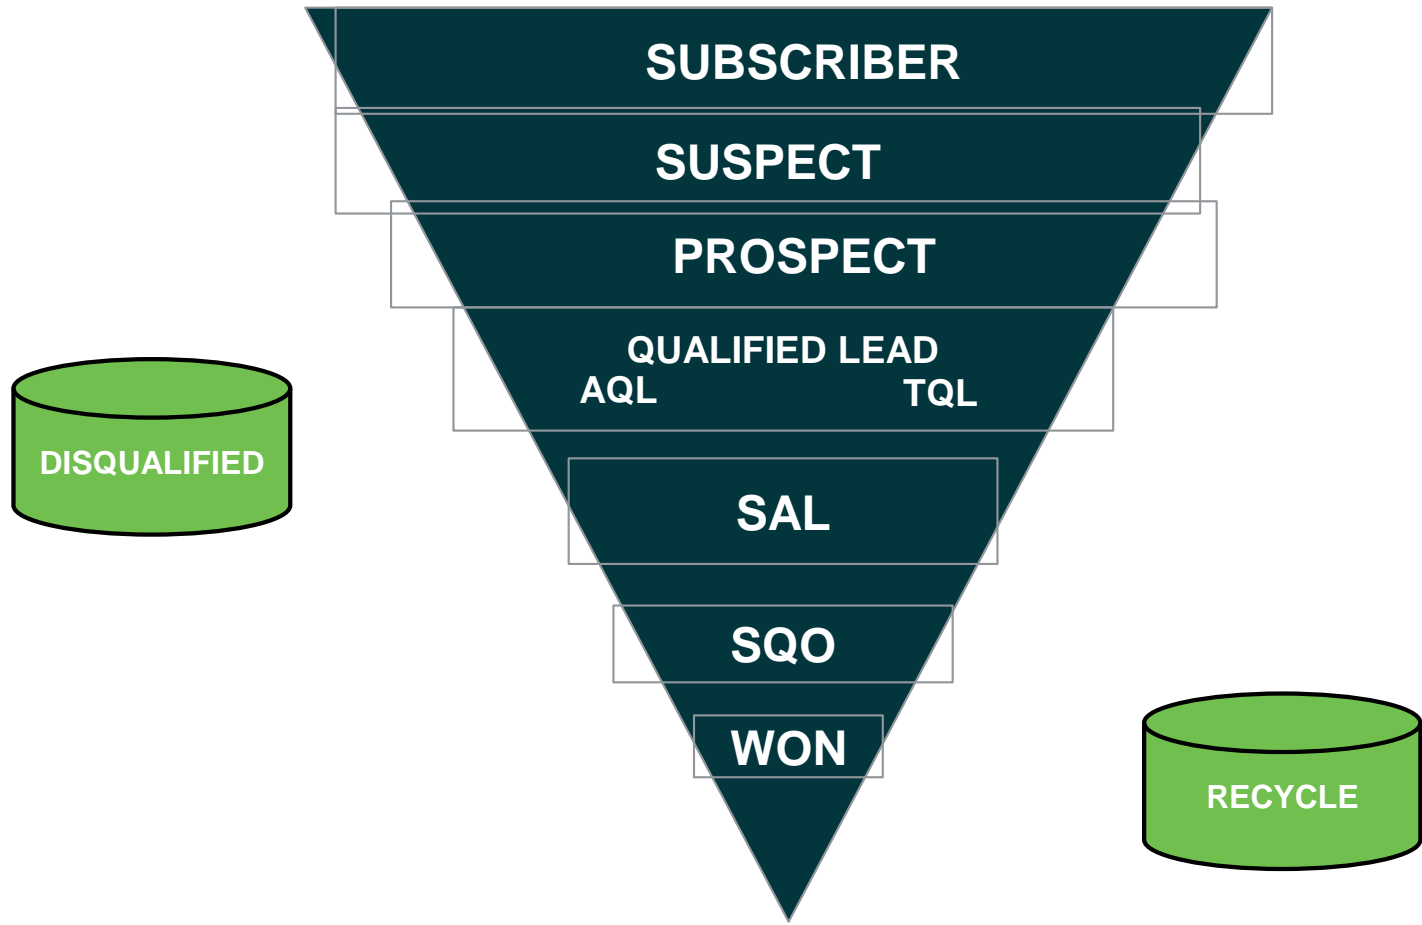 SUBSCRIBER
SUSPECT
PROSPECT
QUALIFIED LEAD
AQL TQL
DISQUALIFIED
SAL
SQO
WON
RECYCLE